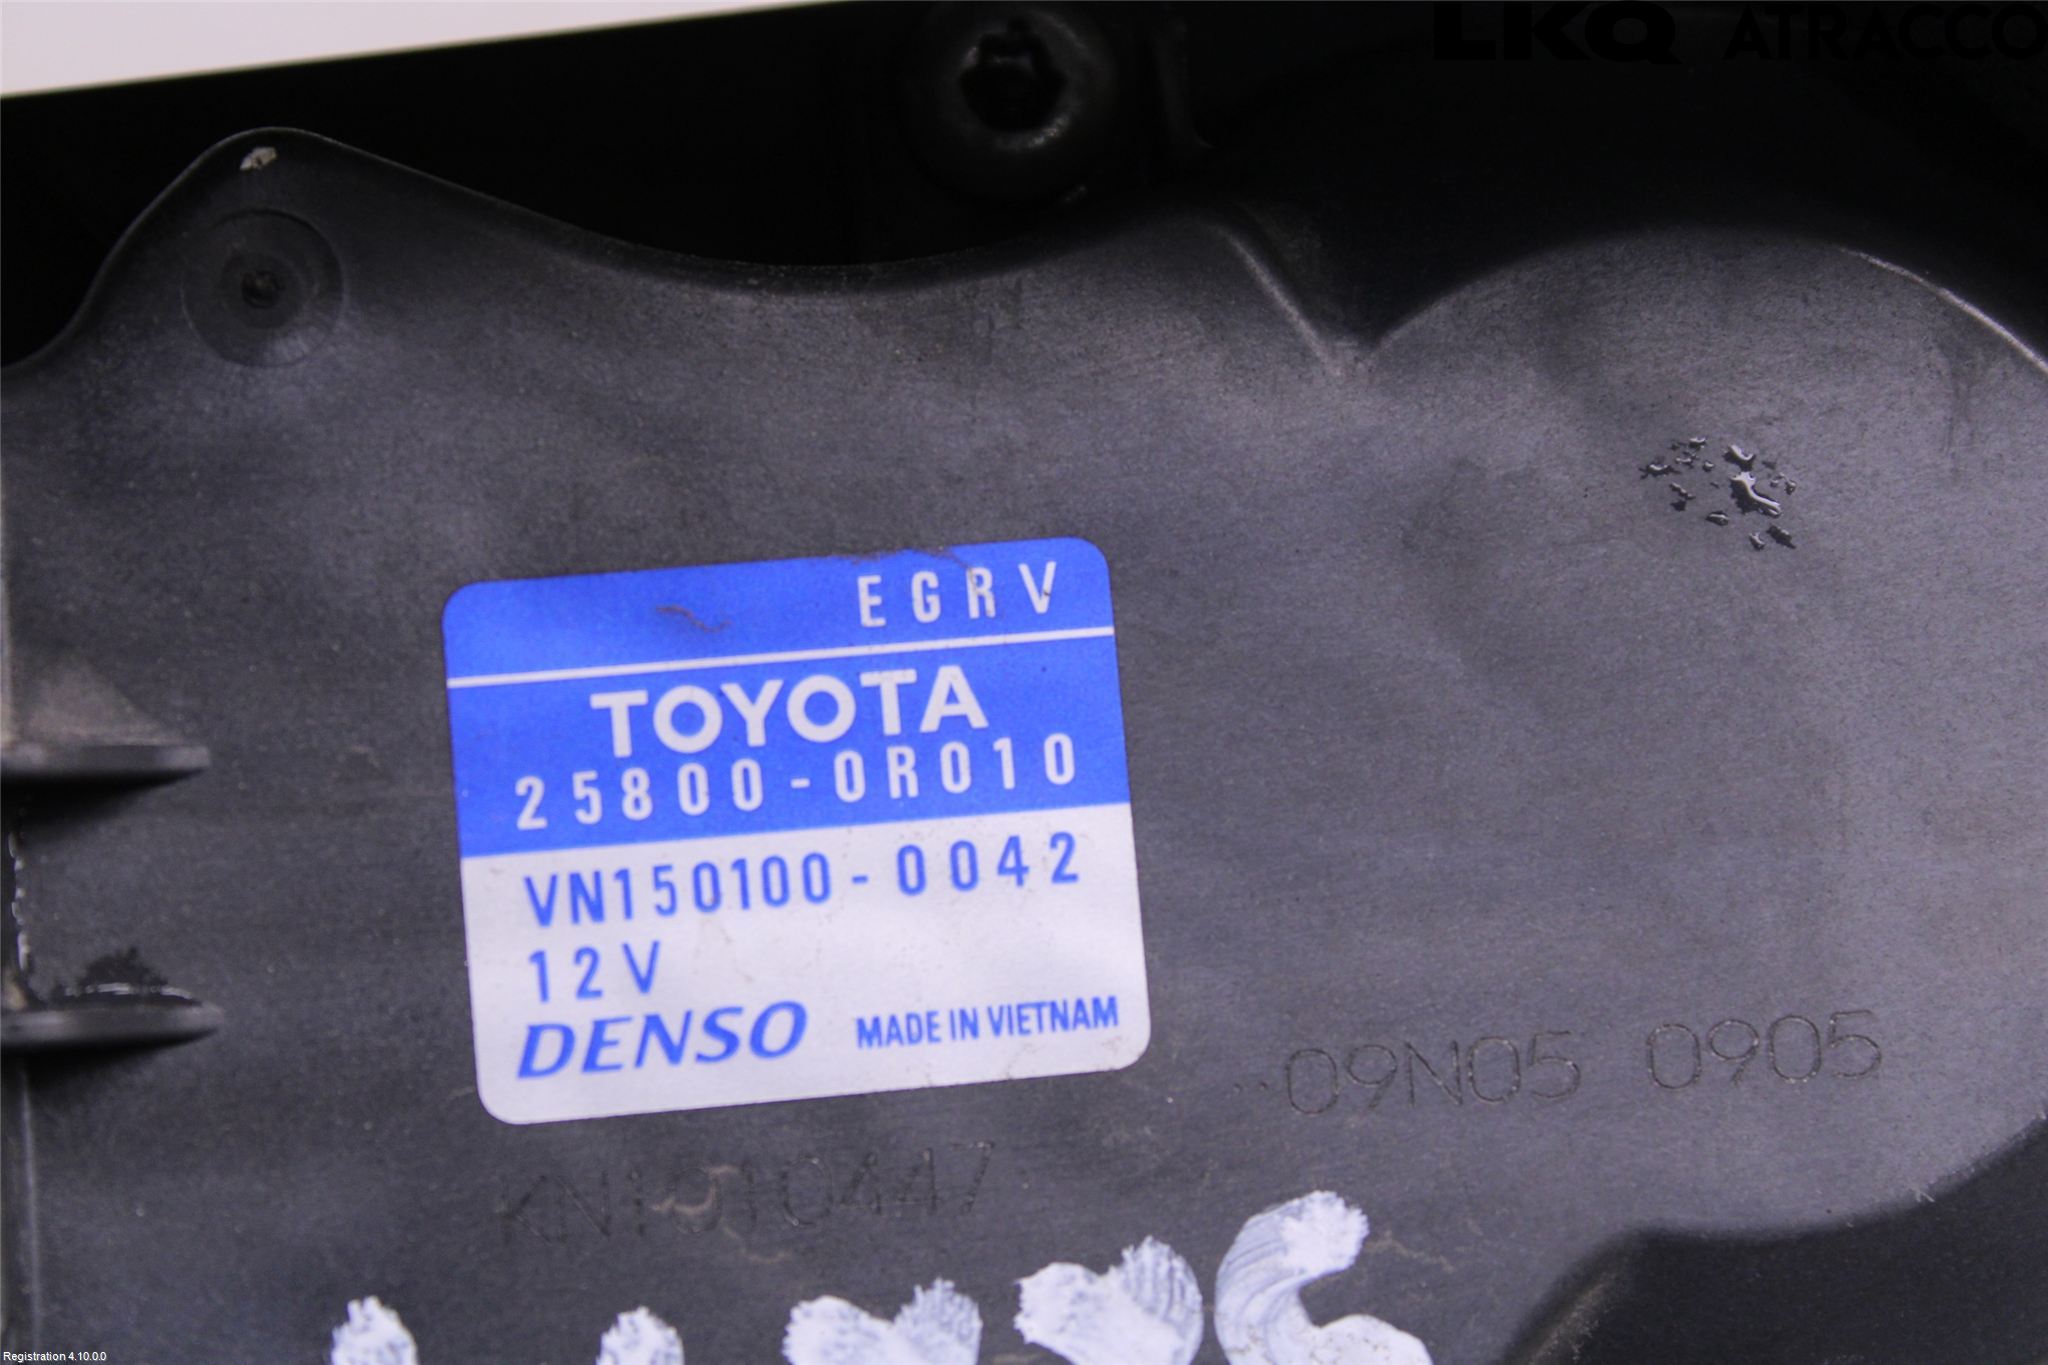 LKQ ATRACCO
EGRV
TOYOTA
25800-0R010
VN150100-0042
12V
DENSO MADE IN VIETNAM
09N05 0905
KN1010447
Registration 4.10.0.0